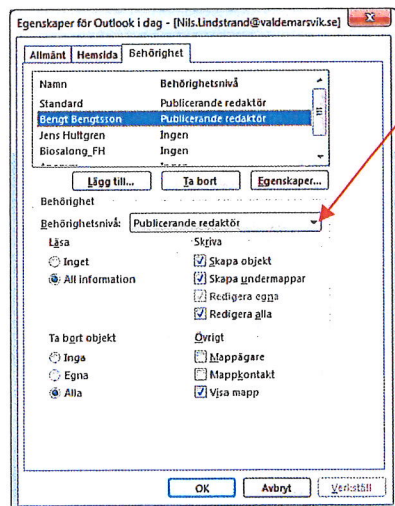 Egenskaper för Outlook i dag - [Nils.Lindstrand@valdemarsvik.se]
Allmänt Hemsida Behörighet
Namn Behörighetsnivå
Standard Publicerande redaktör
Bengt Bengtsson Publicerande redaktör
Jens Hultgren Ingen
Biosalong_FH Ingen
Lägg till... Ta bort Egenskaper...
Behörighet
Behörighetsnivå: Publicerande redaktör
Läsa Skriva
Inget Skapa objekt
All information Skapa undermappar
Redigera egna
Redigera alla
Ta bort objekt Övrigt
Inga Mappägare
Egna Mappkontakt
Alla Visa mapp
OK Avbryt Verkställ